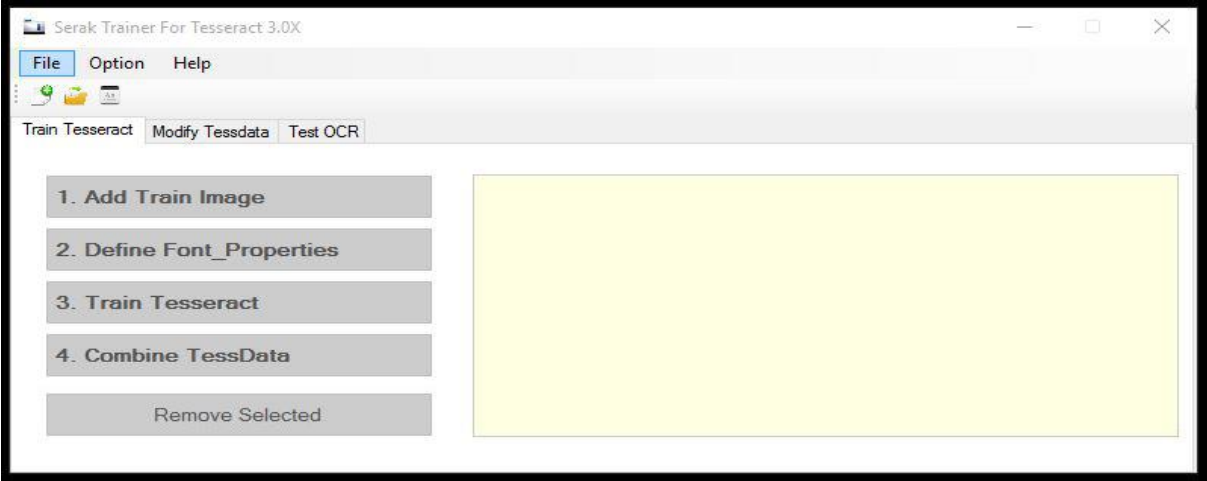 Serak Trainer For Tesseract 3.0X
File Option Help
Train Tesseract Modify Tessdata Test OCR
1. Add Train Image
2. Define Font_Properties
3. Train Tesseract
4. Combine TessData
Remove Selected